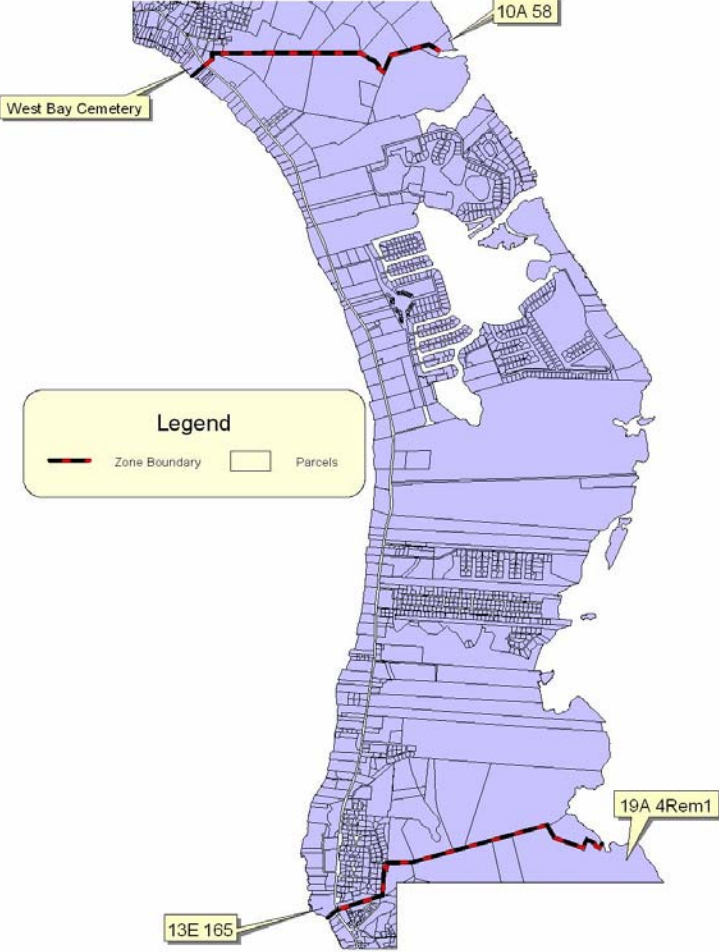 10A 58
West Bay Cemetery
Legend
Zone Boundary
Parcels
19A 4Rem1
13E 165